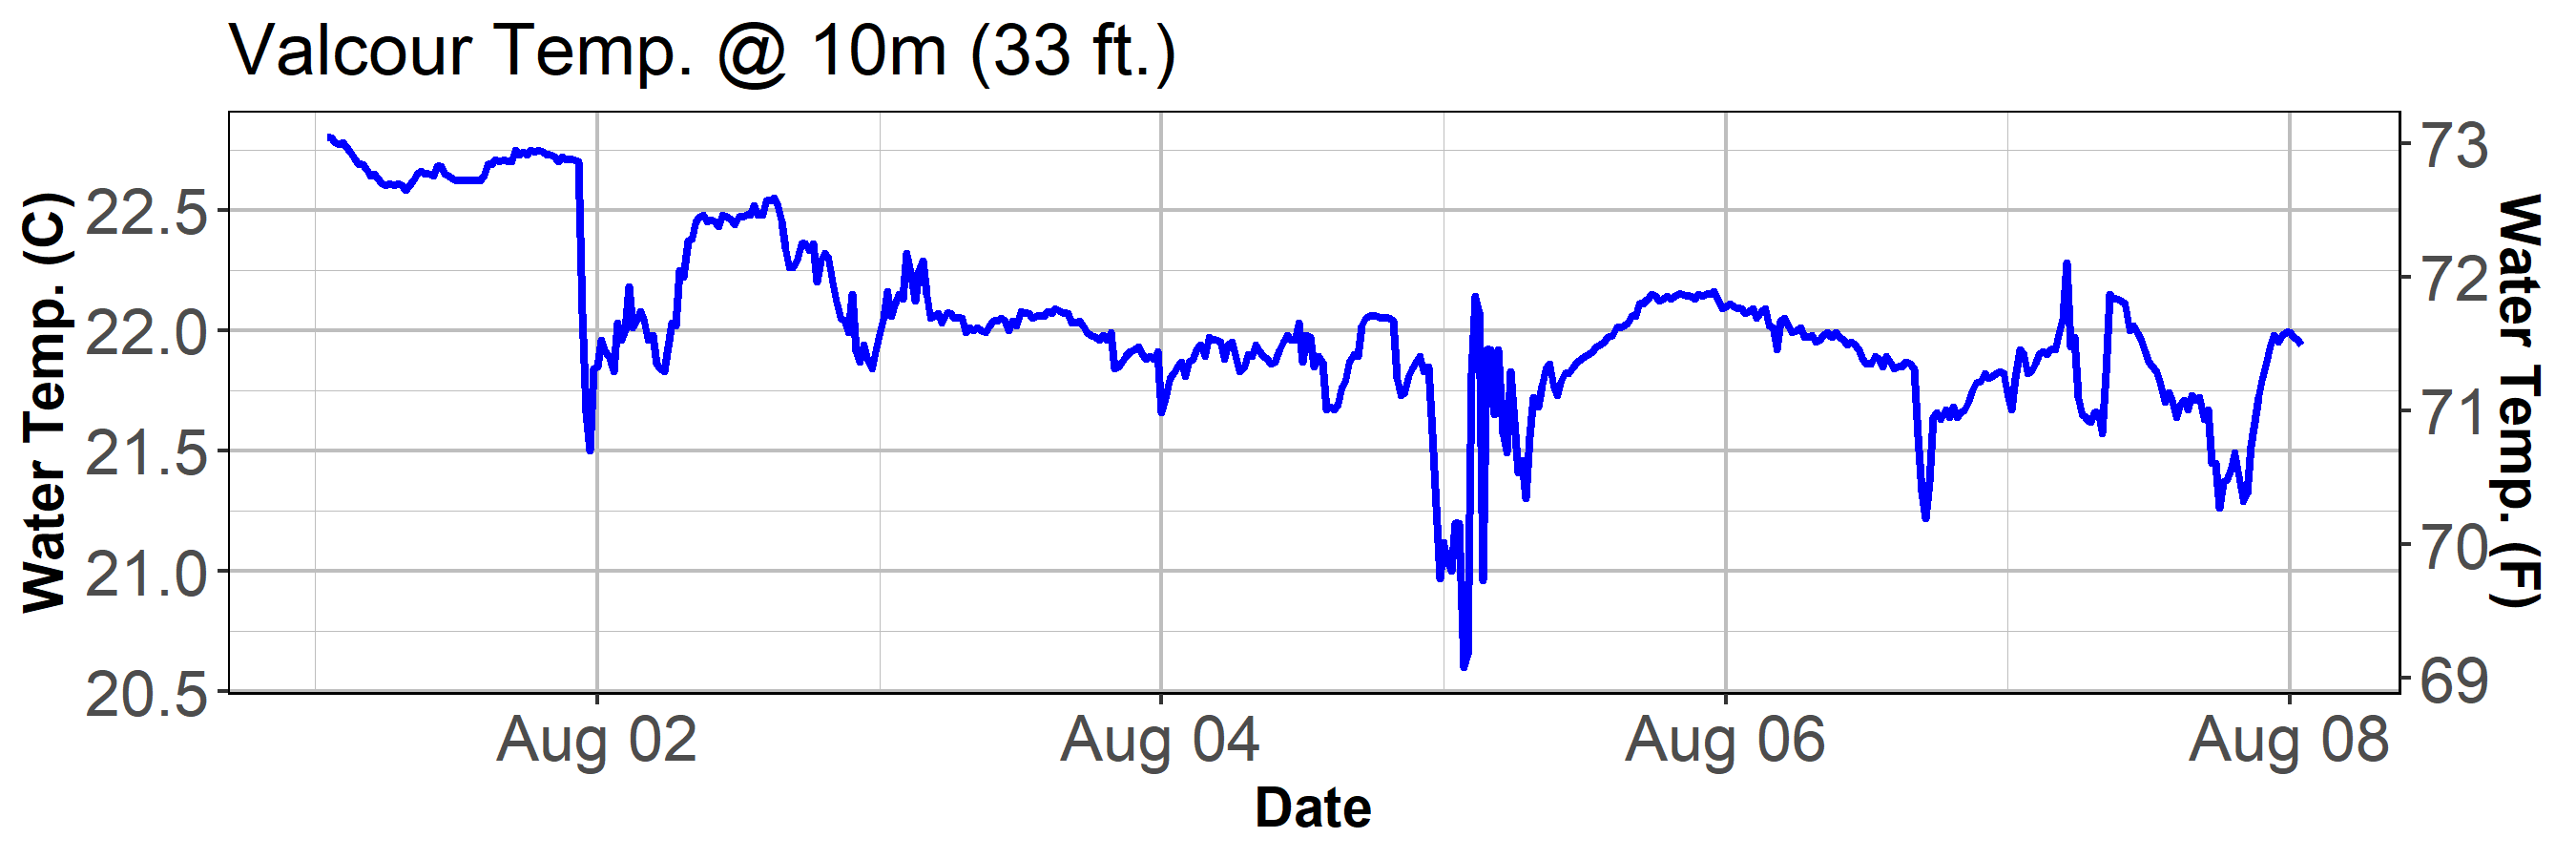 Valcour Temp. @ 10m (33 ft.)
Water Temp. (C)
22.5
22.0
21.5
21.0
20.5
73
72
71
70
69
Water Temp. (F)
Aug 02 Aug 04 Aug 06 Aug 08
Date